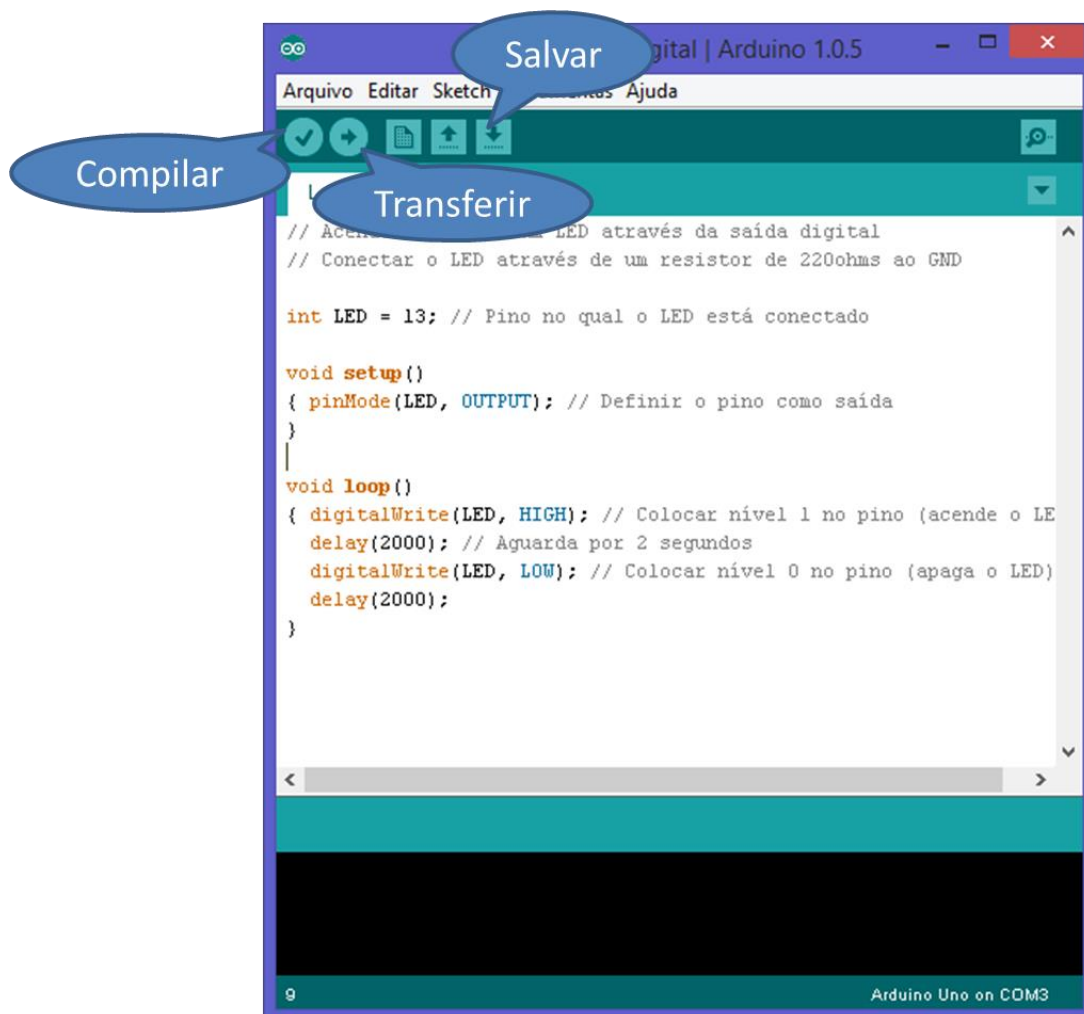 Salvar
gital | Arduino 1.0.5
Arquivo Editar Sketch Ajuda
Compilar
Transferir
// LED através da saída digital
// Conectar o LED através de um resistor de 220ohms ao GND
int LED = 13; // Pino no qual o LED está conectado
void setup()
{ pinMode(LED, OUTPUT); // Definir o pino como saída
}
void loop()
{ digitalWrite(LED, HIGH); // Colocar nível 1 no pino (acende o LE
delay(2000); // Aguarda por 2 segundos
digitalWrite(LED, LOW); // Colocar nível 0 no pino (apaga o LED)
delay(2000);
}
9 Arduino Uno on COM3